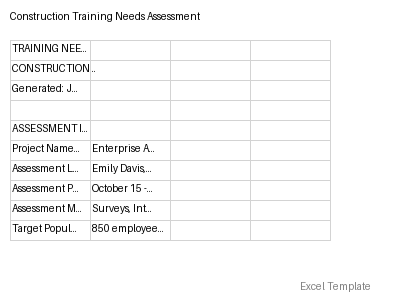 Construction Training Needs Assessment
TRAINING NEE...
CONSTRUCTION...
Generated: J...
ASSESSMENT I...
Project Name... Enterprise A...
Assessment L... Emily Davis,...
Assessment P... October 15 -...
Assessment M... Surveys, Int...
Target Popul... 850 employee...
Excel Template